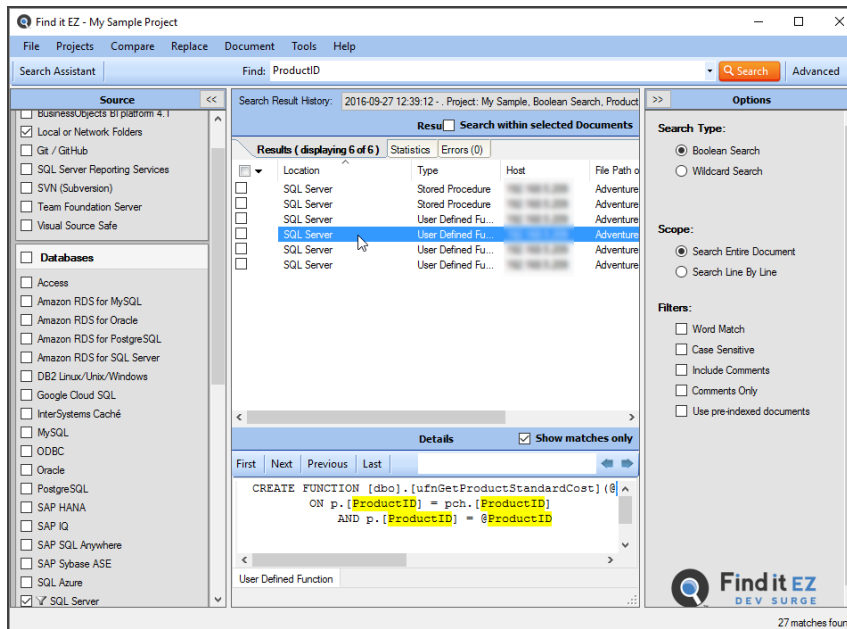 Find it EZ - My Sample Project
File Projects Compare Replace Document Tools Help
Search Assistant Find: ProductID Search Advanced
Source <<
BusinessObjects BI platform 4.1
Local or Network Folders
Git / GitHub
SQL Server Reporting Services
SVN (Subversion)
Team Foundation Server
Visual Source Safe
Databases
Access
Amazon RDS for MySQL
Amazon RDS for Oracle
Amazon RDS for PostgreSQL
Amazon RDS for SQL Server
DB2 Linux/Unix/Windows
Google Cloud SQL
InterSystems Caché
MySQL
ODBC
Oracle
PostgreSQL
SAP HANA
SAP IQ
SAP SQL Anywhere
SAP Sybase ASE
SQL Azure
SQL Server
Search Result History: 2016-09-27 12:39:12 - . Project: My Sample, Boolean Search, Product
Resu Search within selected Documents
Results ( displaying 6 of 6 ) Statistics Errors (0)
Location Type Host File Path o
SQL Server Stored Procedure Adventure
SQL Server Stored Procedure Adventure
SQL Server User Defined Fu... Adventure
SQL Server User Defined Fu... Adventure
SQL Server User Defined Fu... Adventure
SQL Server User Defined Fu... Adventure
Details Show matches only
First Next Previous Last
CREATE FUNCTION [dbo].[ufnGetProductStandardCost](@
ON p.[ProductID] = pch.[ProductID]
AND p.[ProductID] = @ProductID
User Defined Function
>> Options
Search Type:
Boolean Search
Wildcard Search
Scope:
Search Entire Document
Search Line By Line
Filters:
Word Match
Case Sensitive
Include Comments
Comments Only
Use pre-indexed documents
Find it EZ
DEV SURGE
27 matches foun